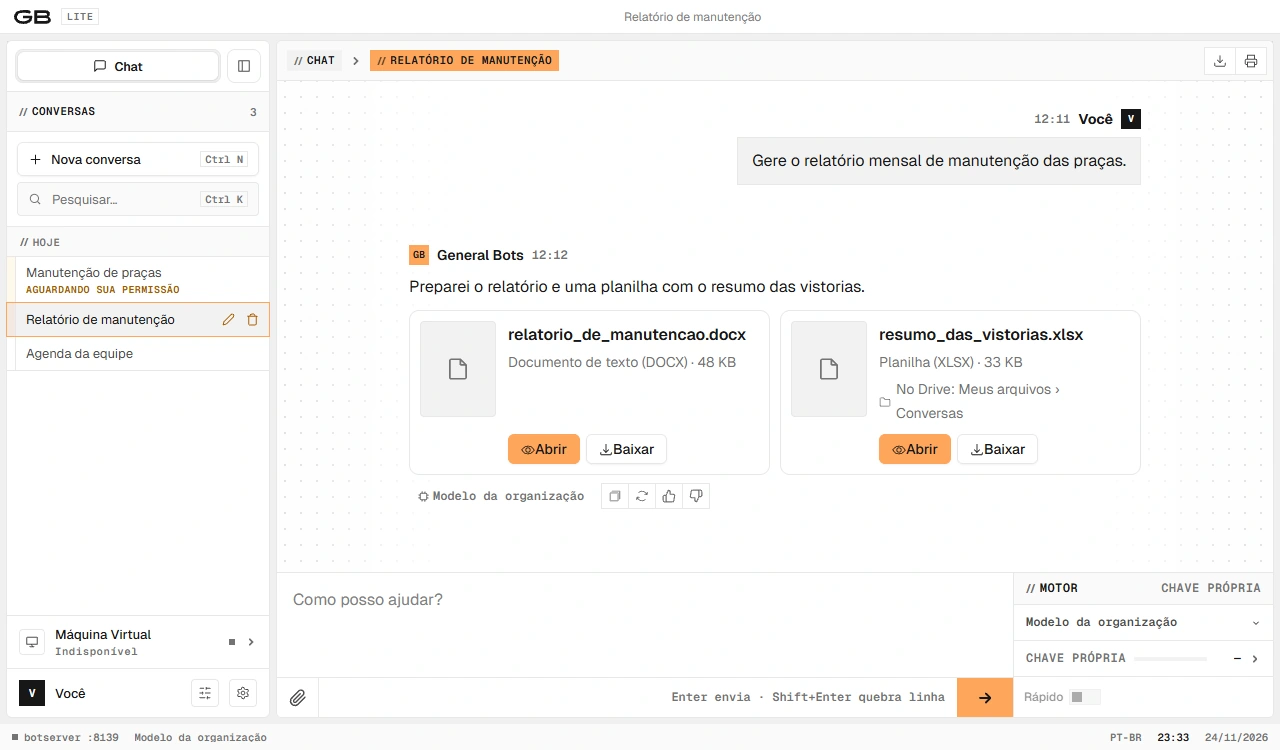 GB LITE
Relatório de manutenção
Chat
// CHAT
// RELATÓRIO DE MANUTENÇÃO
// CONVERSAS 3
Nova conversa Ctrl N
Pesquisar... Ctrl K
// HOJE
Manutenção de praças
AGUARDANDO SUA PERMISSÃO
Relatório de manutenção
Agenda da equipe
Máquina Virtual
Indisponível
V Você
12:11 Você V
Gere o relatório mensal de manutenção das praças.
GB General Bots 12:12
Preparei o relatório e uma planilha com o resumo das vistorias.
relatorio_de_manutencao.docx
Documento de texto (DOCX) · 48 KB
Abrir Baixar
resumo_das_vistorias.xlsx
Planilha (XLSX) · 33 KB
No Drive: Meus arquivos ›
Conversas
Abrir Baixar
Modelo da organização
Como posso ajudar?
Enter envia · Shift+Enter quebra linha
// MOTOR CHAVE PRÓPRIA
Modelo da organização
CHAVE PRÓPRIA –
Rápido
botserver :8139 Modelo da organização
PT-BR 23:33 24/11/2026